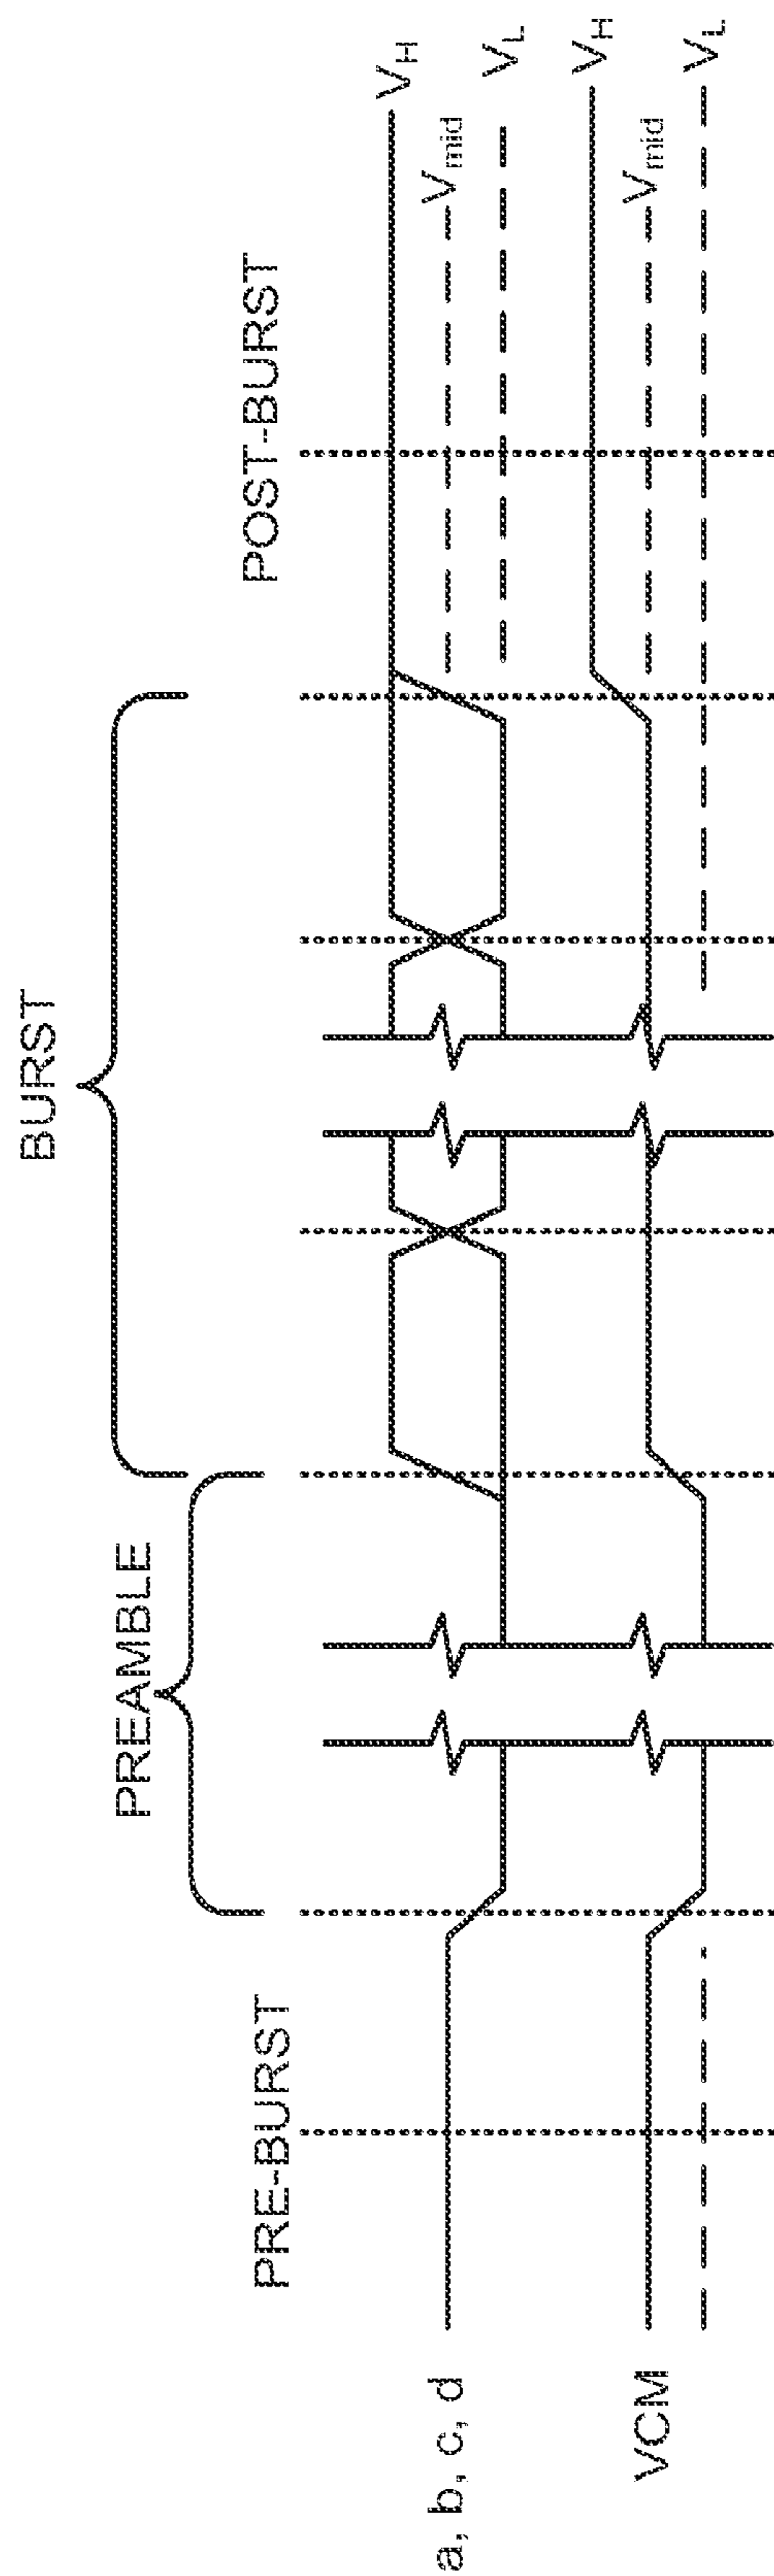 BURST
PREAMBLE
PRE-BURST
POST-BURST
a, b, c, d
VH
Vmid
VL
VCM
VH
Vmid
VL